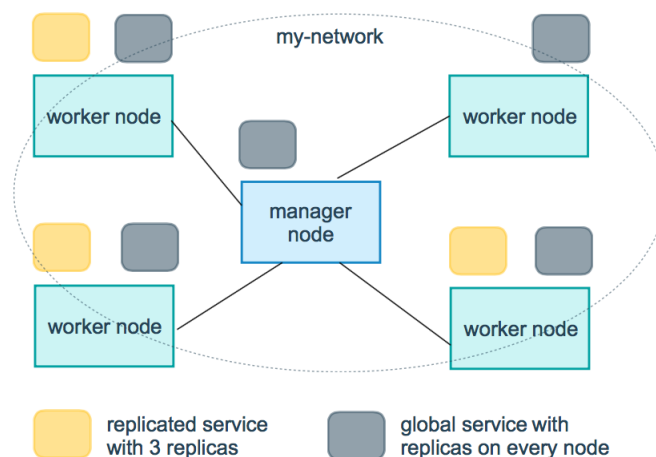 my-network
worker node
worker node
manager
node
worker node
worker node
replicated service
with 3 replicas
global service with
replicas on every node